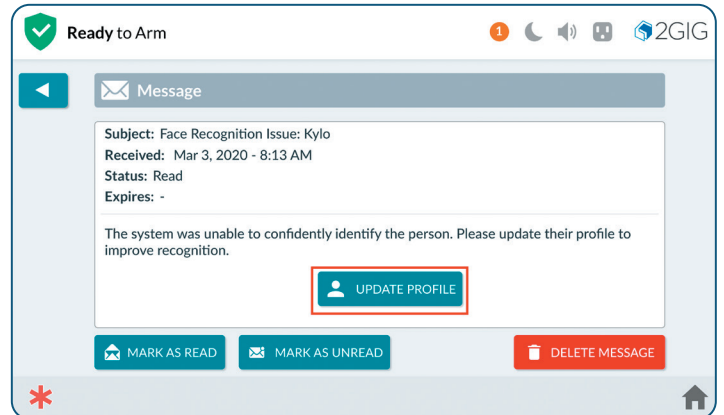 Ready to Arm
1
2GIG
Message
Subject: Face Recognition Issue: Kylo
Received: Mar 3, 2020 - 8:13 AM
Status: Read
Expires: -
The system was unable to confidently identify the person. Please update their profile to
improve recognition.
UPDATE PROFILE
MARK AS READ
MARK AS UNREAD
DELETE MESSAGE